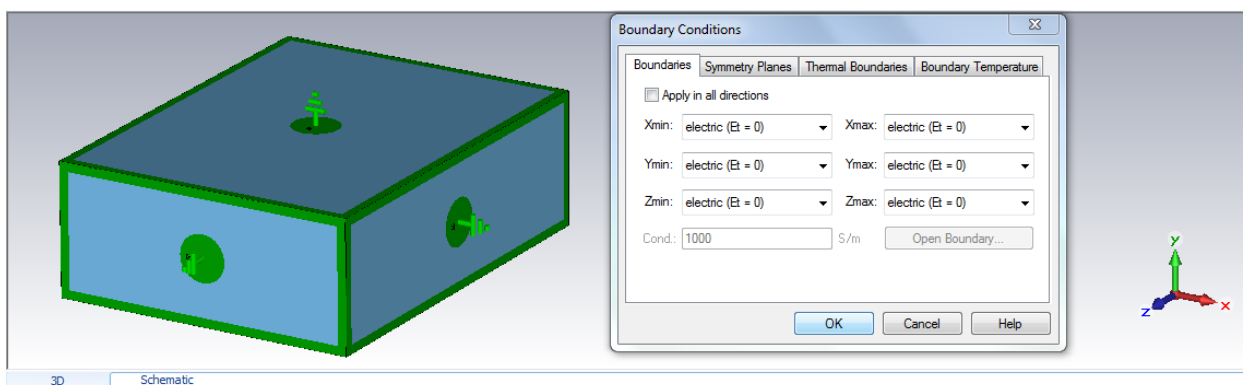 Boundary Conditions
Boundaries Symmetry Planes Thermal Boundaries Boundary Temperature
Apply in all directions
Xmin: electric (Et = 0) Xmax: electric (Et = 0)
Ymin: electric (Et = 0) Ymax: electric (Et = 0)
Zmin: electric (Et = 0) Zmax: electric (Et = 0)
Cond.: 1000 S/m Open Boundary...
OK Cancel Help
y
z x
3D Schematic